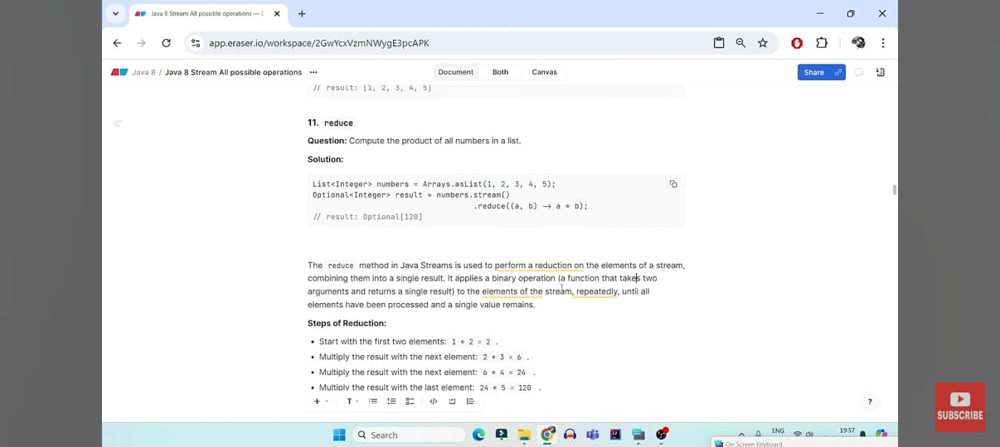 Java 8 Stream All possible operations — E
app.eraser.io/workspace/2GwYcxVzmNWygE3pcAPK
Java 8 / Java 8 Stream All possible operations
Document
Both
Canvas
Share
// result: [1, 2, 3, 4, 5]
11. reduce
Question: Compute the product of all numbers in a list.
Solution:
List<Integer> numbers = Arrays.asList(1, 2, 3, 4, 5);
Optional<Integer> result = numbers.stream()
.reduce((a, b) → a * b);
// result: Optional[120]
The reduce method in Java Streams is used to perform a reduction on the elements of a stream,
combining them into a single result. It applies a binary operation (a function that takes two
arguments and returns a single result) to the elements of the stream, repeatedly, until all
elements have been processed and a single value remains.
Steps of Reduction:
• Start with the first two elements: 1 * 2 = 2 .
• Multiply the result with the next element: 2 * 3 = 6 .
• Multiply the result with the next element: 6 * 4 = 24 .
• Multiply the result with the last element: 24 * 5 = 120 .
T
?
SUBSCRIBE
Search
ENG
19:57
On-Screen Keyboard